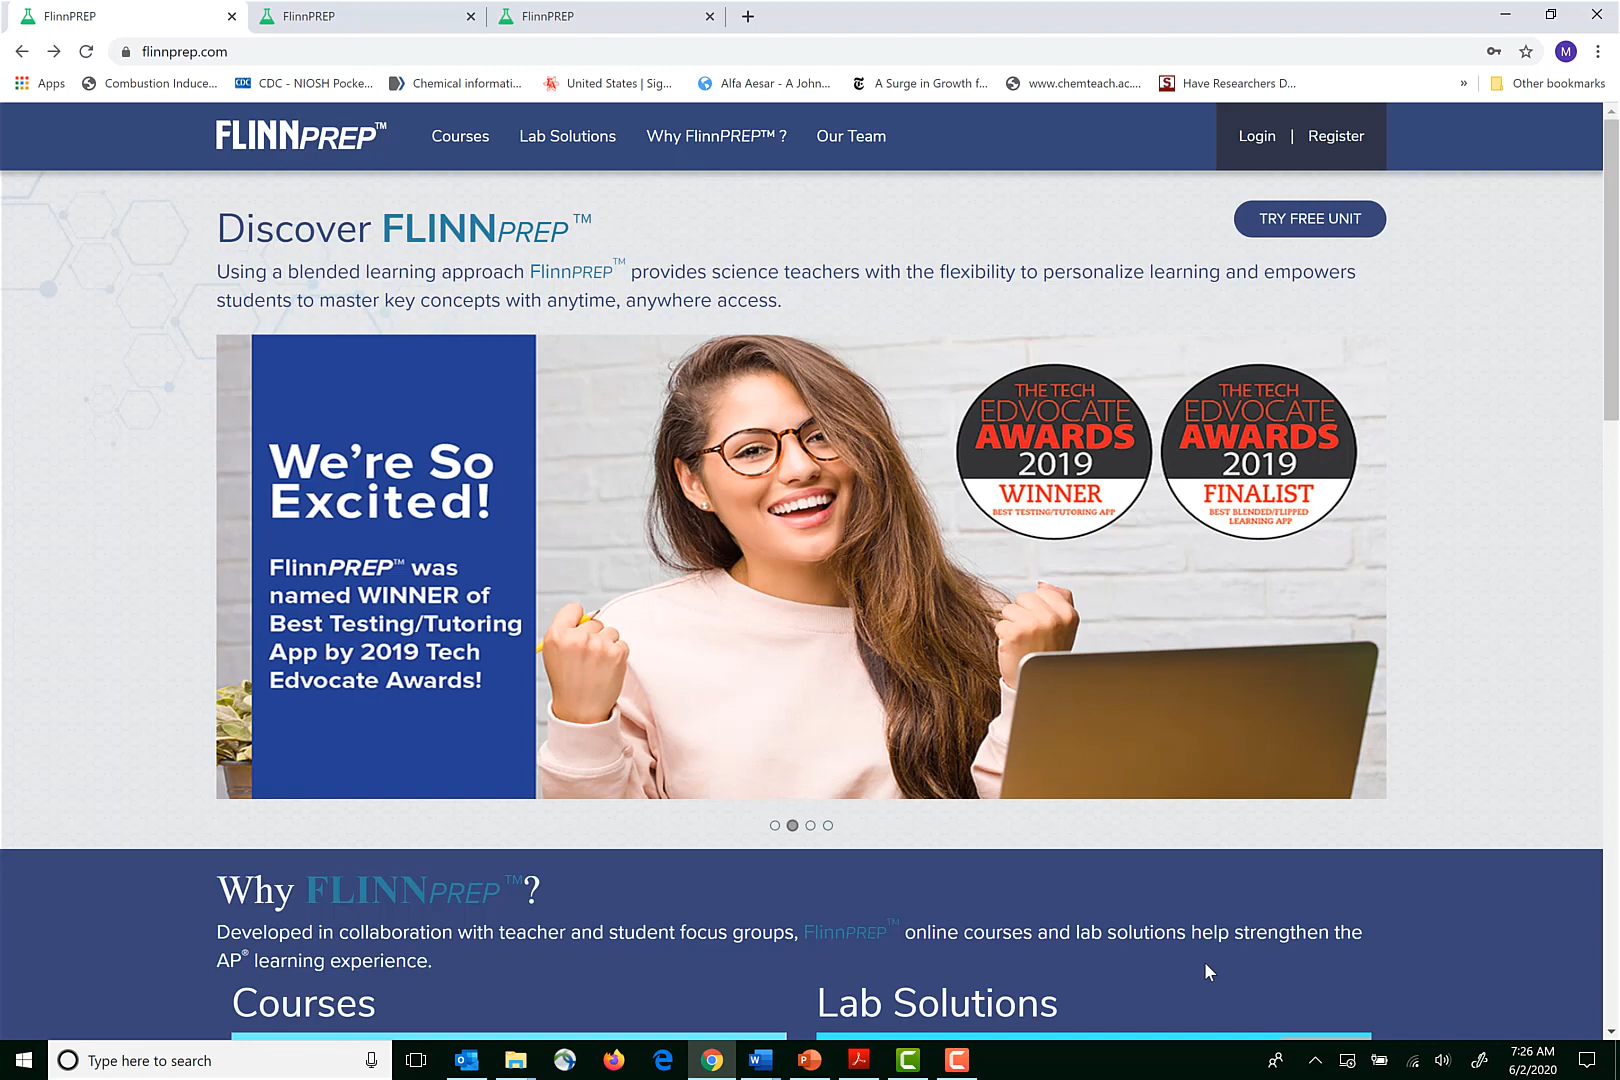 FlinnPREP
FlinnPREP
FlinnPREP
flinnprep.com
M
Apps
Combustion Induce...
CDC
CDC - NIOSH Pocke...
Chemical informati...
United States | Sig...
Alfa Aesar - A John...
A Surge in Growth f...
www.chemteach.ac....
Have Researchers D...
»
Other bookmarks
FLINNPREP™
Courses
Lab Solutions
Why FlinnPREP™ ?
Our Team
Login | Register
Discover FLINNPREP™
TRY FREE UNIT
Using a blended learning approach FlinnPREP™ provides science teachers with the flexibility to personalize learning and empowers
students to master key concepts with anytime, anywhere access.
We're So
Excited!
FlinnPREP™ was
named WINNER of
Best Testing/Tutoring
App by 2019 Tech
Edvocate Awards!
THE TECH
EDVOCATE
AWARDS
2019
WINNER
BEST TESTING/TUTORING APP
THE TECH
EDVOCATE
AWARDS
2019
FINALIST
BEST BLENDED/FLIPPED
LEARNING APP
Why FLINNPREP™?
Developed in collaboration with teacher and student focus groups, FlinnPREP™ online courses and lab solutions help strengthen the
AP® learning experience.
Courses
Lab Solutions
Type here to search
7:26 AM
6/2/2020